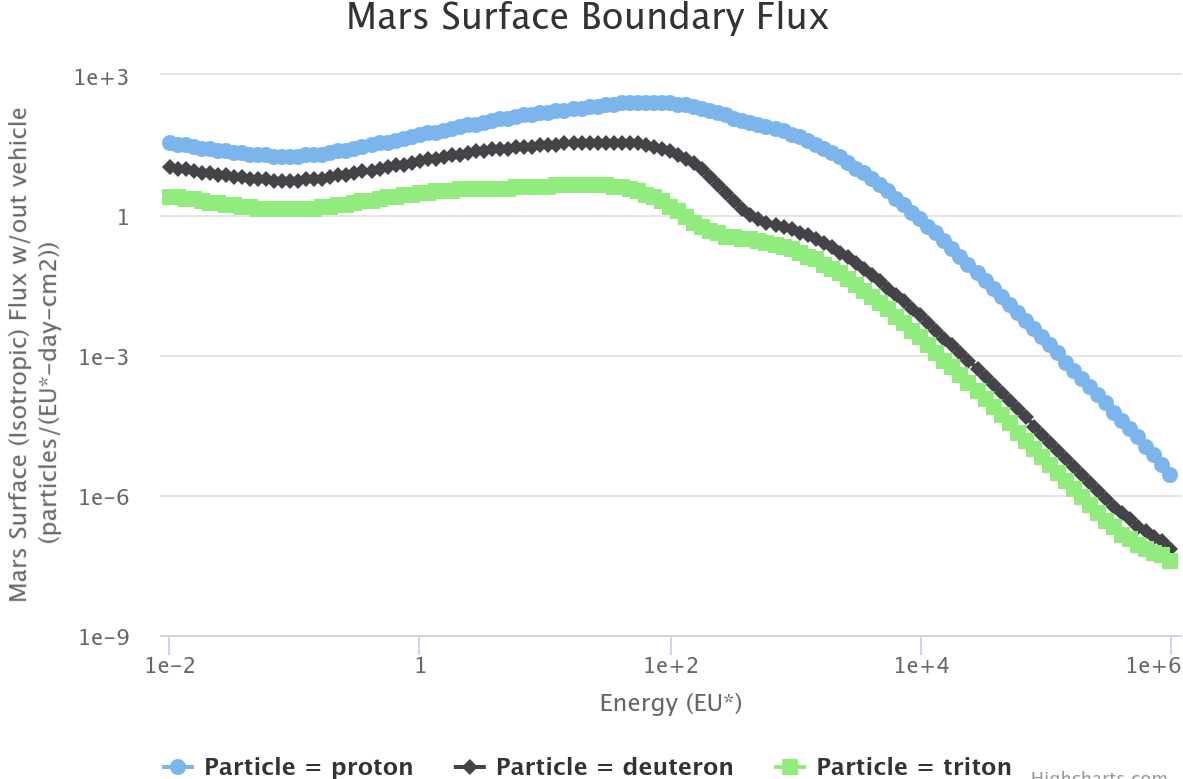 Mars Surface Boundary Flux
Mars Surface (Isotropic) Flux w/out vehicle
(particles/(EU*-day-cm2))
1e+3
1
1e-3
1e-6
1e-9
1e-2
1
1e+2
1e+4
1e+6
Energy (EU*)
Particle = proton
Particle = deuteron
Particle = triton
Highcharts.com